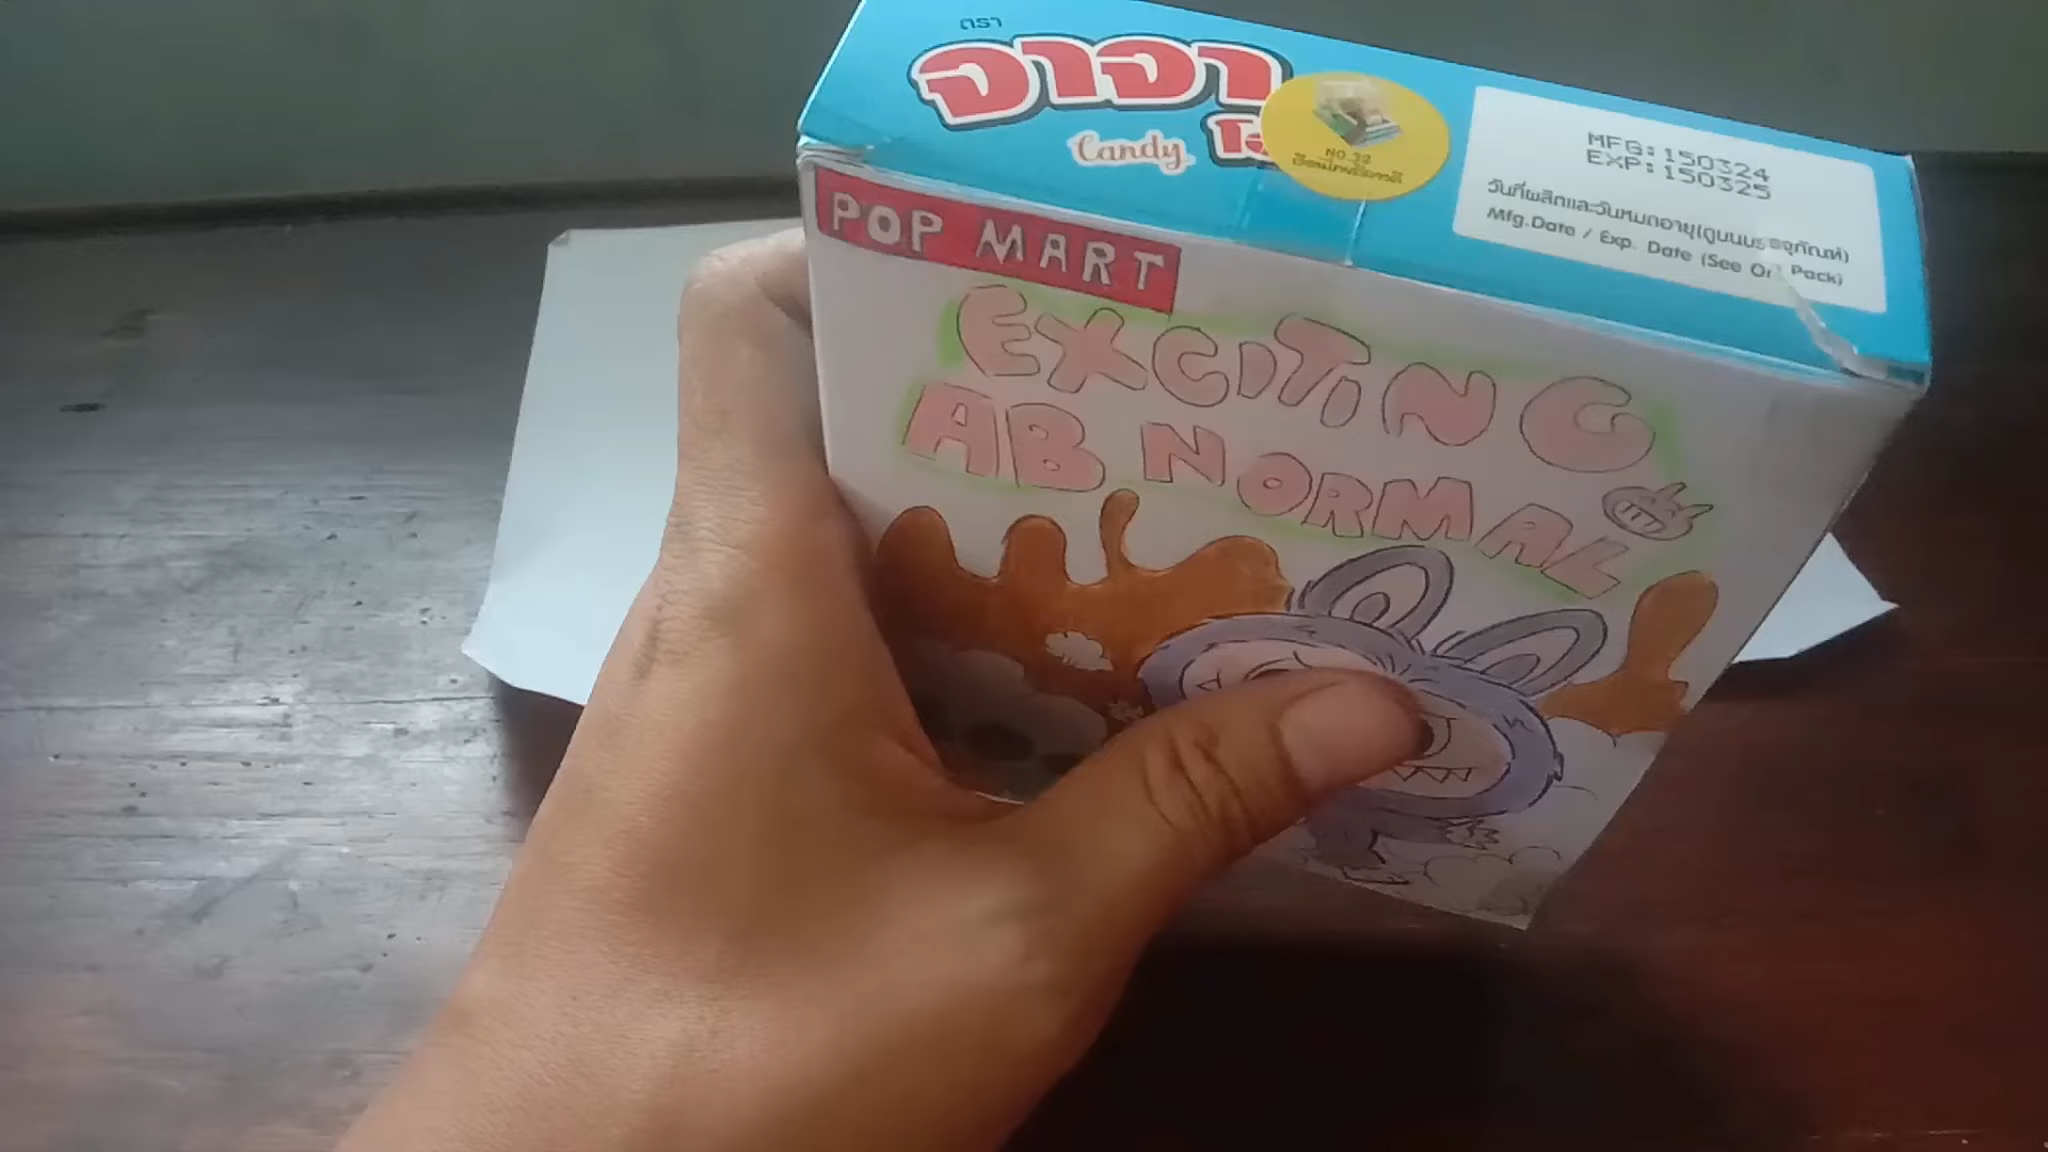 ตรา
จาจา
Candy
NO.32
MFG:150324
EXP:150325
วันที่ผลิตและวันหมดอายุ(ดูบนบรรจุภัณฑ์)
Mfg.Date / Exp. Date (See On Pack)
POP MART
EXCITING
ABNORMAL